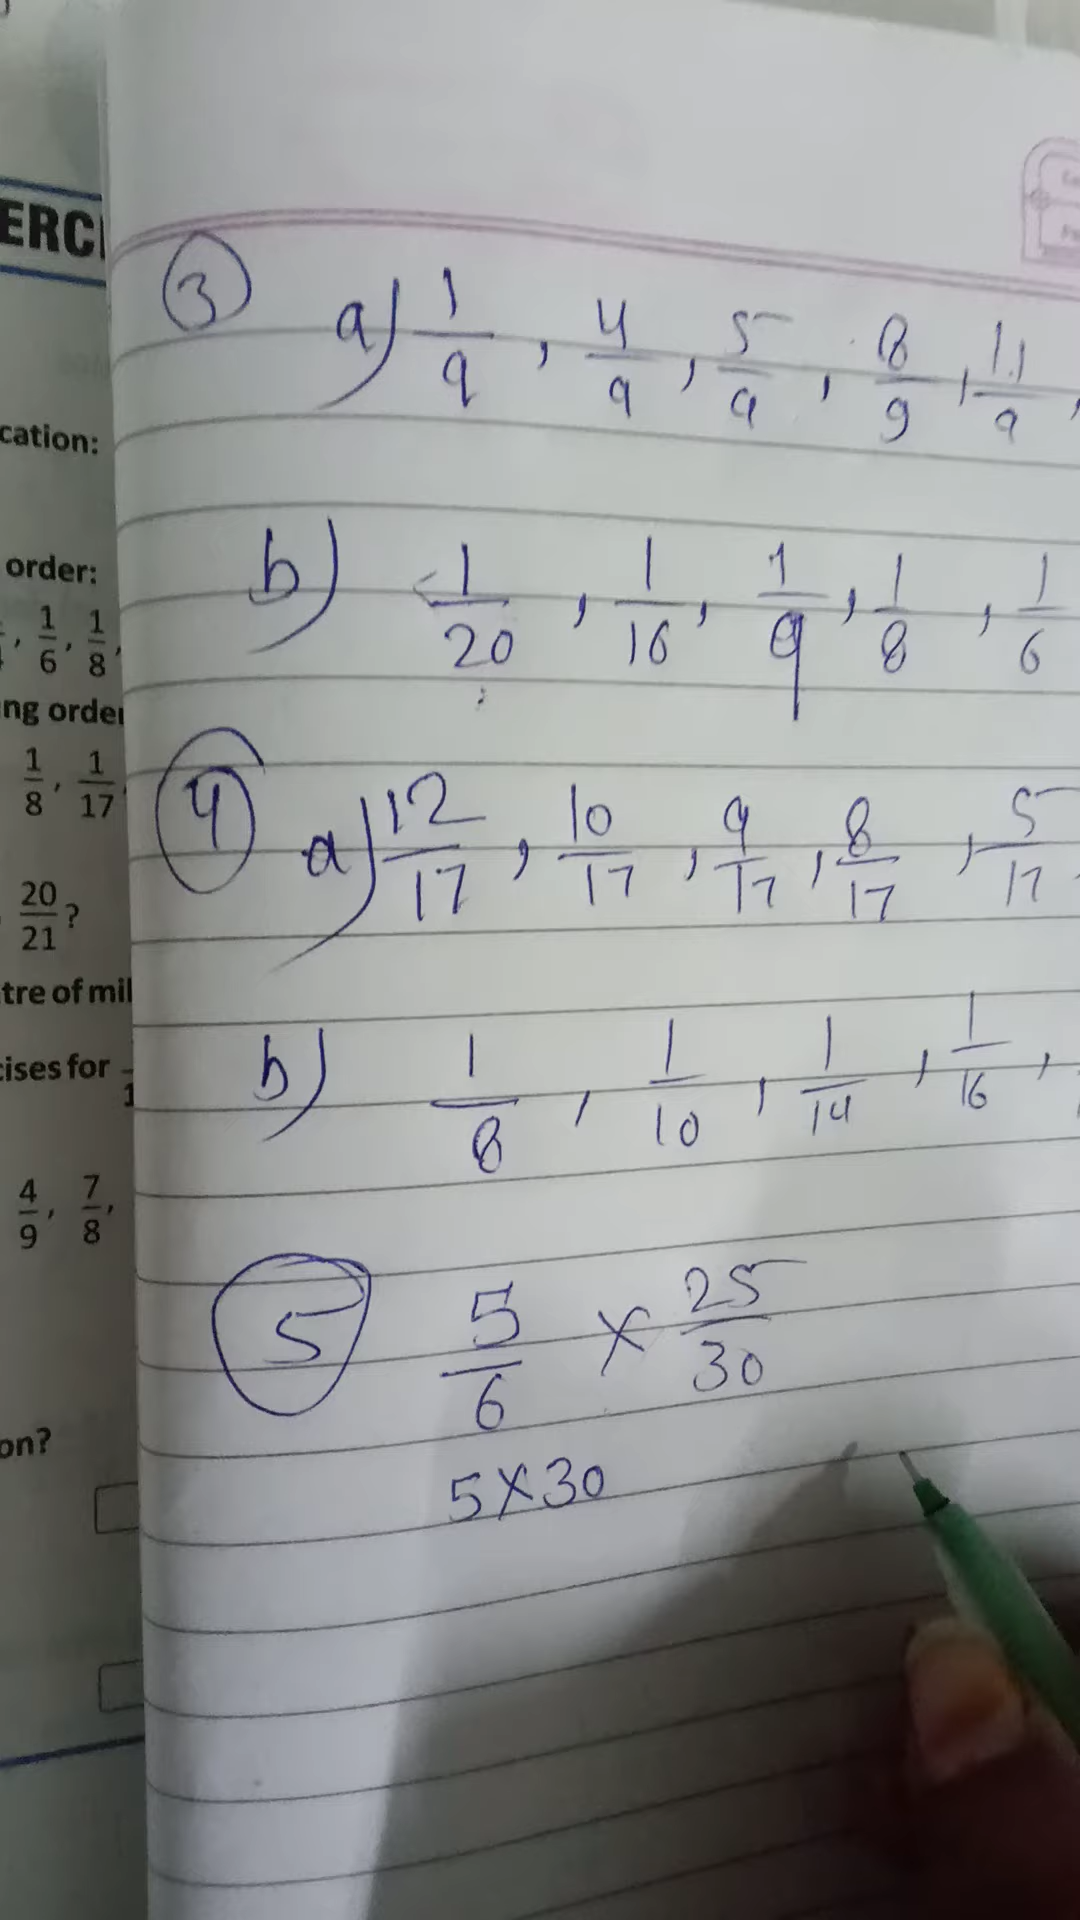 ERCI
cation:
order:
1/6, 1/8,
ng order
1/8, 1/17
20/21?
tre of mil
cises for
4/9, 7/8,
on?
3 a) 1/9, 4/9, 5/9, 8/9, 11/9,
b) 1/20, 1/16, 1/9, 1/8, 1/6
4 a) 12/17, 10/17, 9/17, 8/17, 5/17
b) 1/8, 1/10, 1/14, 1/16,
5 5/6 × 25/30
5×30